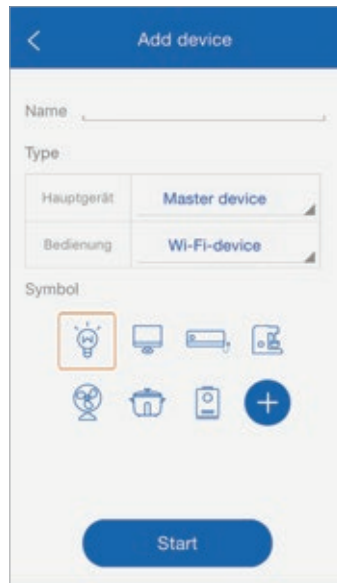 Add device
Name
Type
Hauptgerät Master device
Bedienung Wi-Fi-device
Symbol
Start